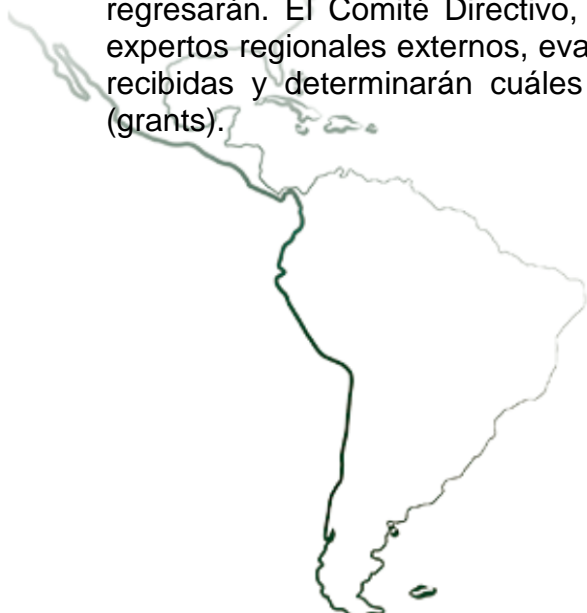 regresarán. El Comité Directivo,
expertos regionales externos, eva
recibidas y determinarán cuáles
(grants).